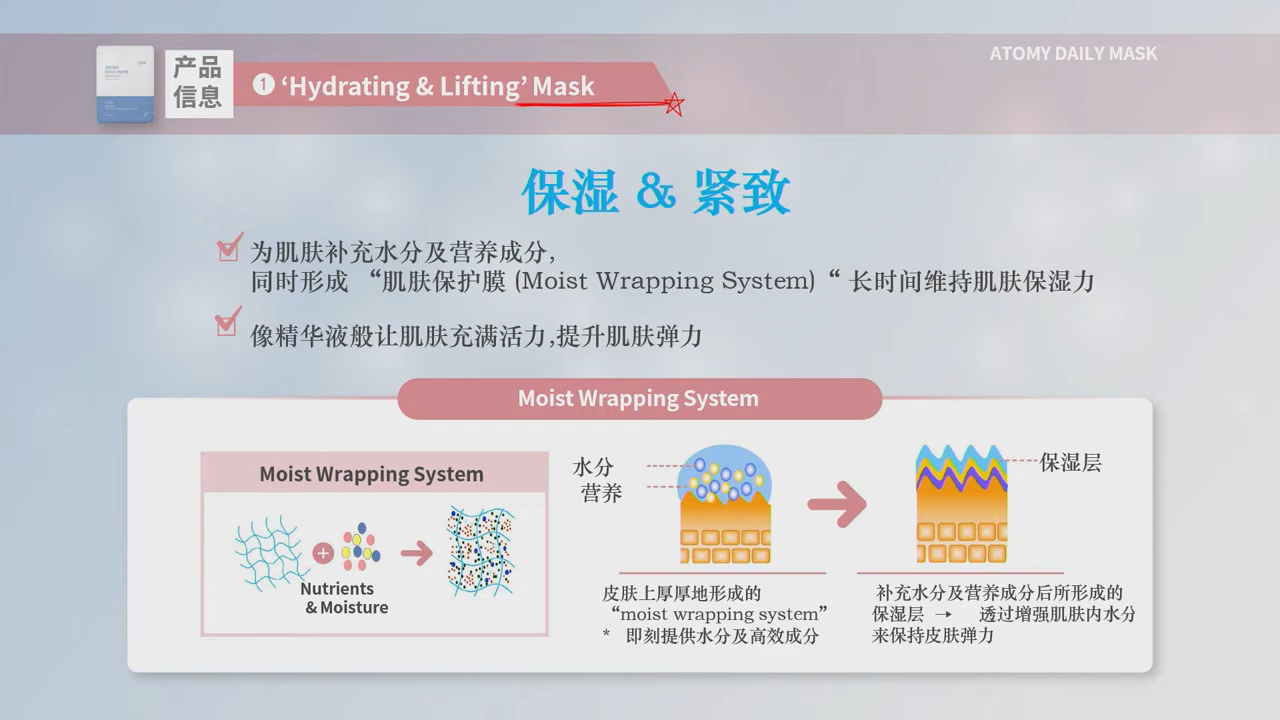 ATOMY DAILY MASK
产品
信息
1 ‘Hydrating & Lifting’ Mask
保湿 & 紧致
为肌肤补充水分及营养成分,
同时形成 “肌肤保护膜 (Moist Wrapping System) “ 长时间维持肌肤保湿力
像精华液般让肌肤充满活力,提升肌肤弹力
Moist Wrapping System
Moist Wrapping System
Nutrients
& Moisture
水分
营养
保湿层
皮肤上厚厚地形成的
“moist wrapping system”
* 即刻提供水分及高效成分
补充水分及营养成分后所形成的
保湿层 → 透过增强肌肤内水分
来保持皮肤弹力